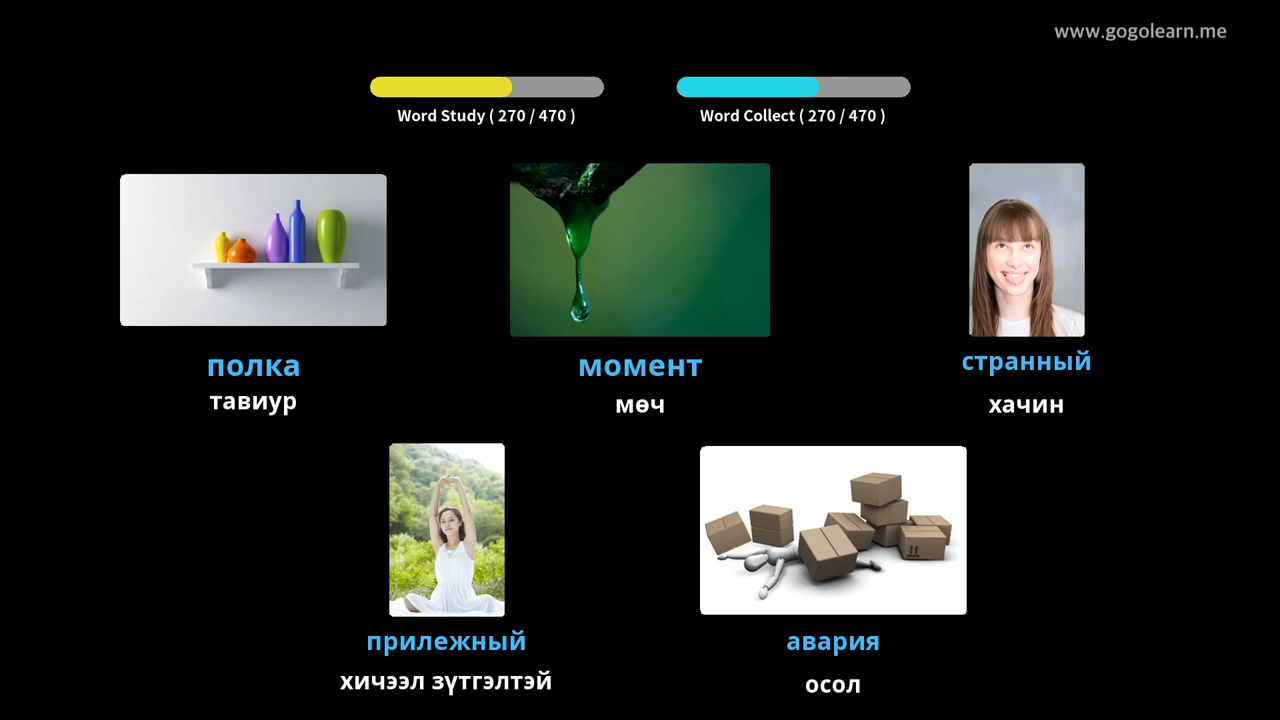 www.gogolearn.me
Word Study ( 270 / 470 )
Word Collect ( 270 / 470 )
полка
тавиур
момент
мөч
странный
хачин
прилежный
хичээл зүтгэлтэй
авария
осол